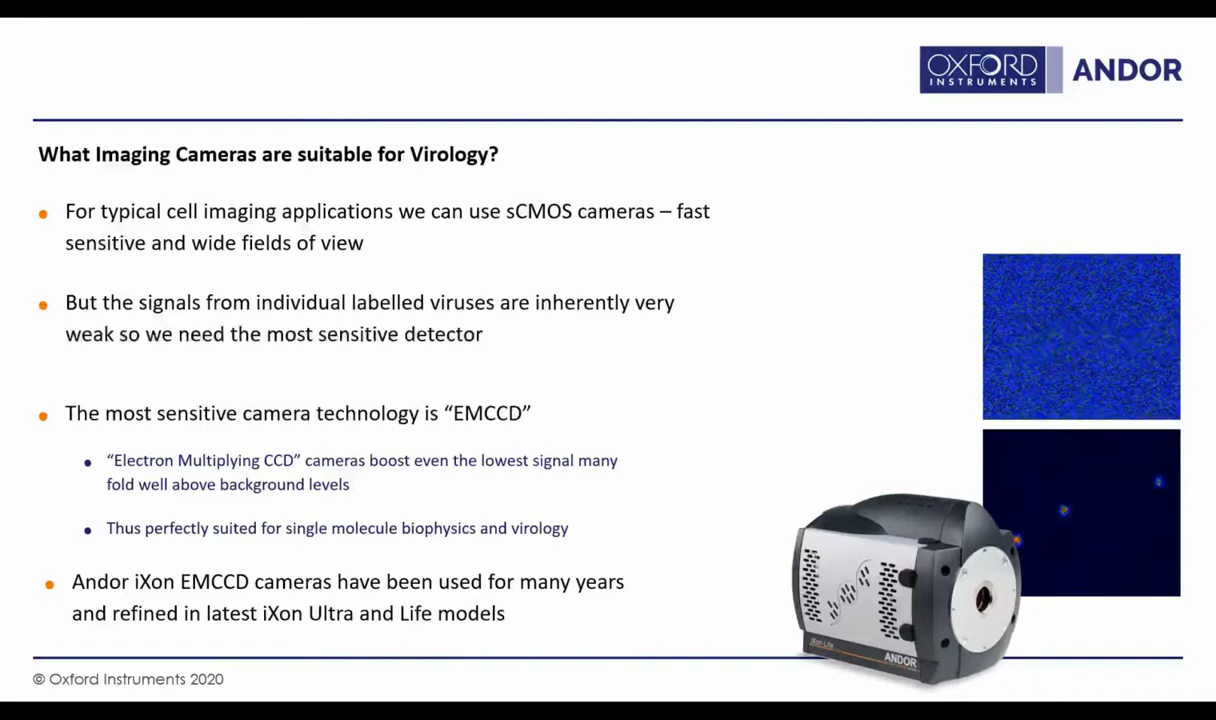 OXFORD
INSTRUMENTS
ANDOR
What Imaging Cameras are suitable for Virology?
• For typical cell imaging applications we can use sCMOS cameras – fast
sensitive and wide fields of view
• But the signals from individual labelled viruses are inherently very
weak so we need the most sensitive detector
• The most sensitive camera technology is “EMCCD”
• “Electron Multiplying CCD” cameras boost even the lowest signal many
fold well above background levels
• Thus perfectly suited for single molecule biophysics and virology
• Andor iXon EMCCD cameras have been used for many years
and refined in latest iXon Ultra and Life models
iXon Life
ANDOR
© Oxford Instruments 2020